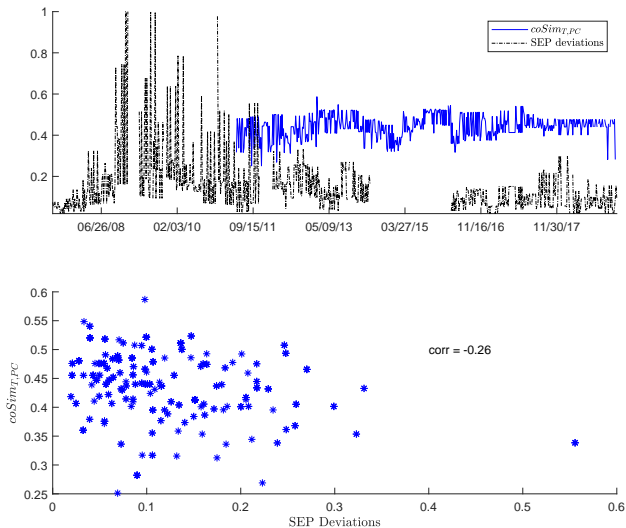 1
0.8
0.6
0.4
0.2
coSim_{T,PC}
SEP deviations
06/26/08 02/03/10 09/15/11 05/09/13 03/27/15 11/16/16 11/30/17
0.6
0.55
0.5
0.45
0.4
0.35
0.3
0.25
coSim_{T,PC}
corr = -0.26
0 0.1 0.2 0.3 0.4 0.5 0.6
SEP Deviations